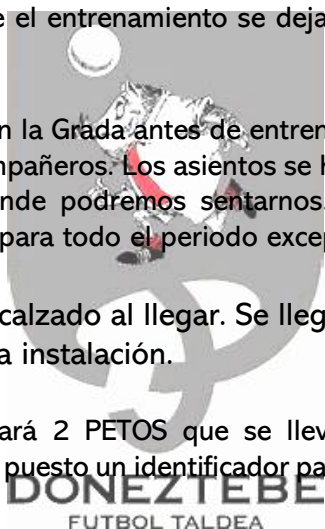 e el entrenamiento se deja
n la Grada antes de entren
mpañeros. Los asientos se
nde podremos sentarnos.
para todo el periodo excep
calzado al llegar. Se lleg
a instalación.
ará 2 PETOS que se llev
puesto un identificador pa
DONEZTEBE
FUTBOL TALDEA